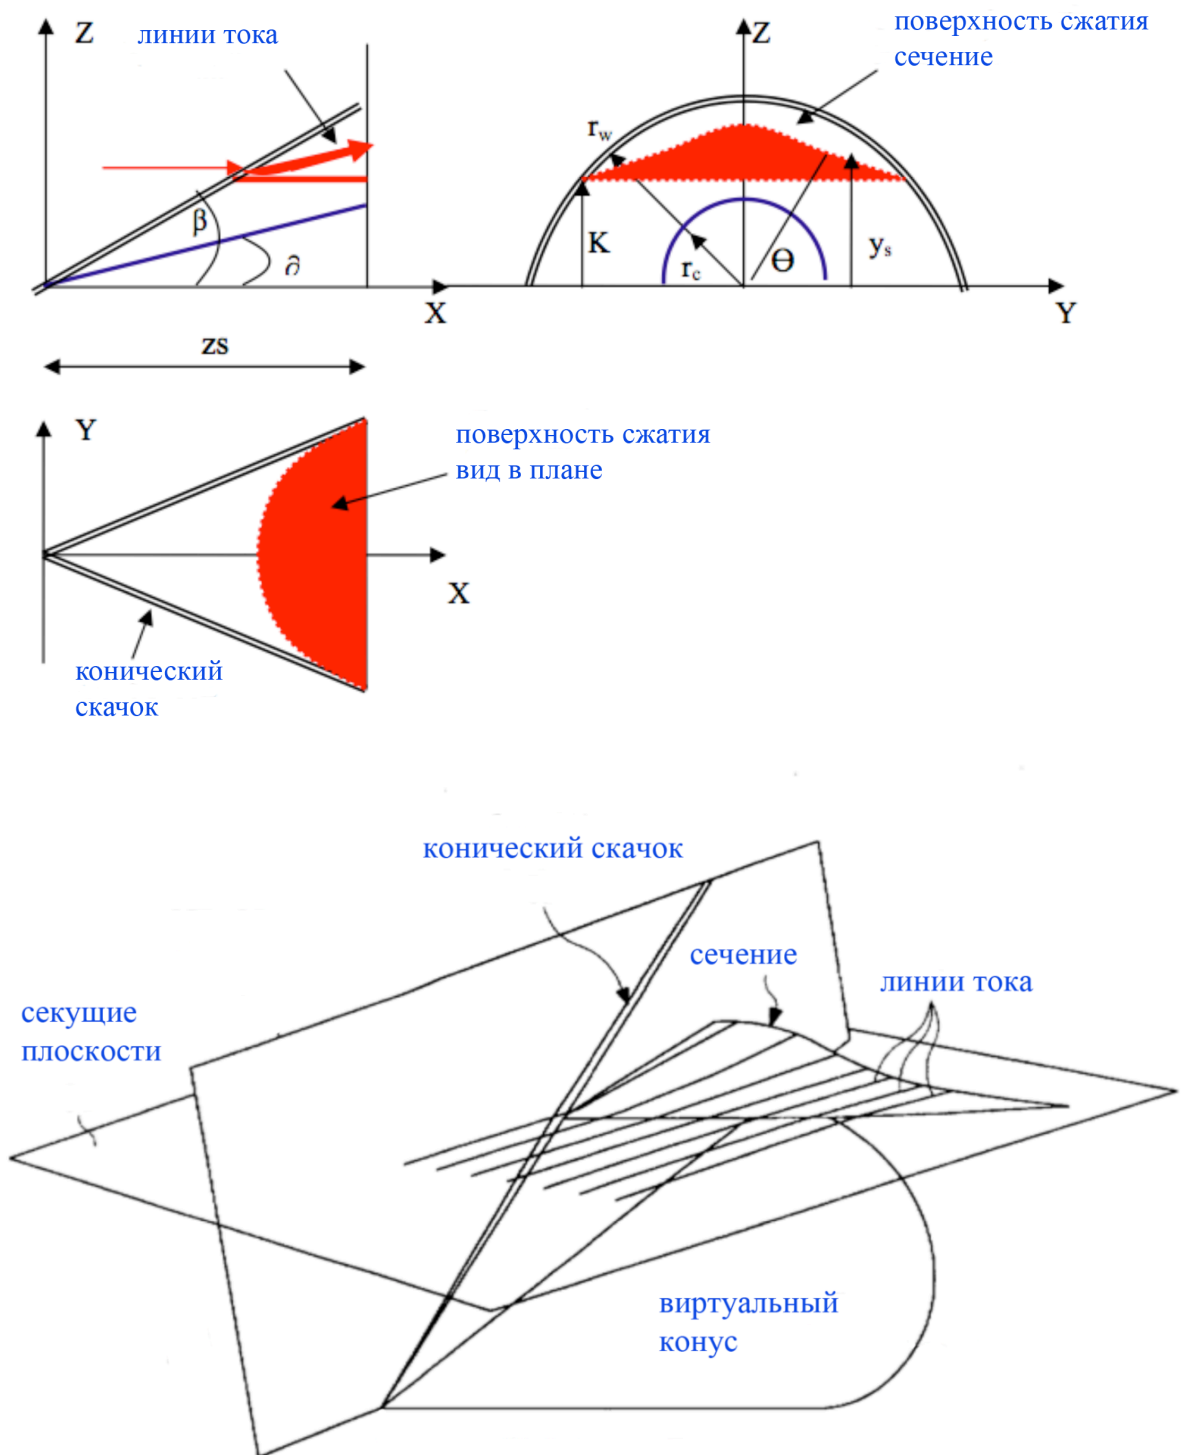 Z
линии тока
β
∂
X
zs
поверхность сжатия
сечение
Z
r_w
K
r_c
Ө
y_s
Y
Y
поверхность сжатия
вид в плане
X
конический
скачок
конический скачок
сечение
линии тока
секущие
плоскости
виртуальный
конус